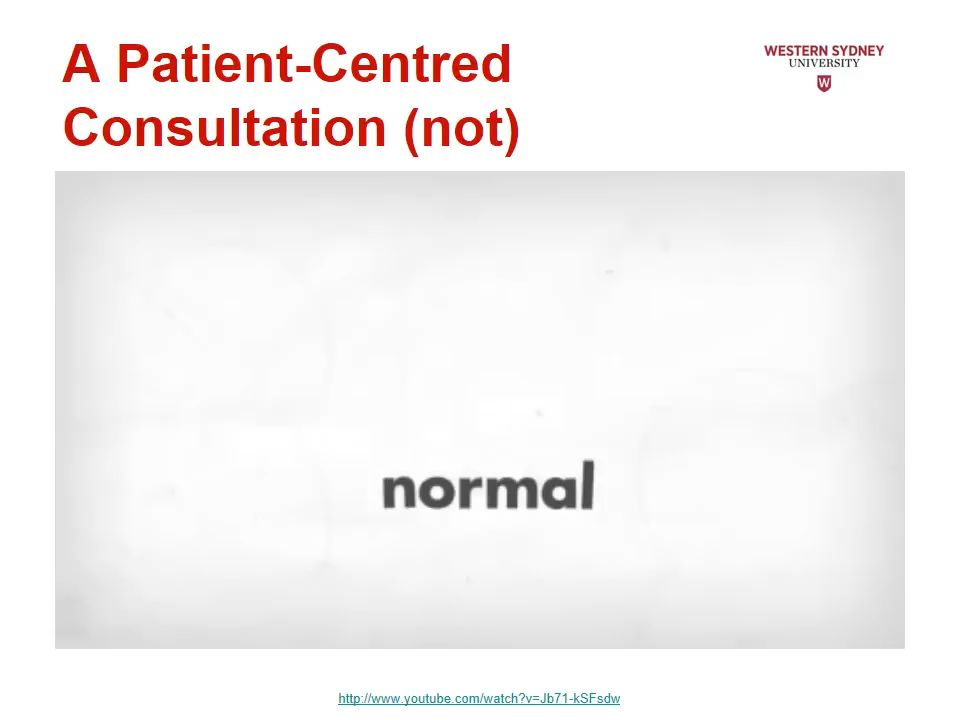 A Patient-Centred
Consultation (not)
WESTERN SYDNEY
UNIVERSITY
W
normal
http://www.youtube.com/watch?v=Jb71-kSFsdw